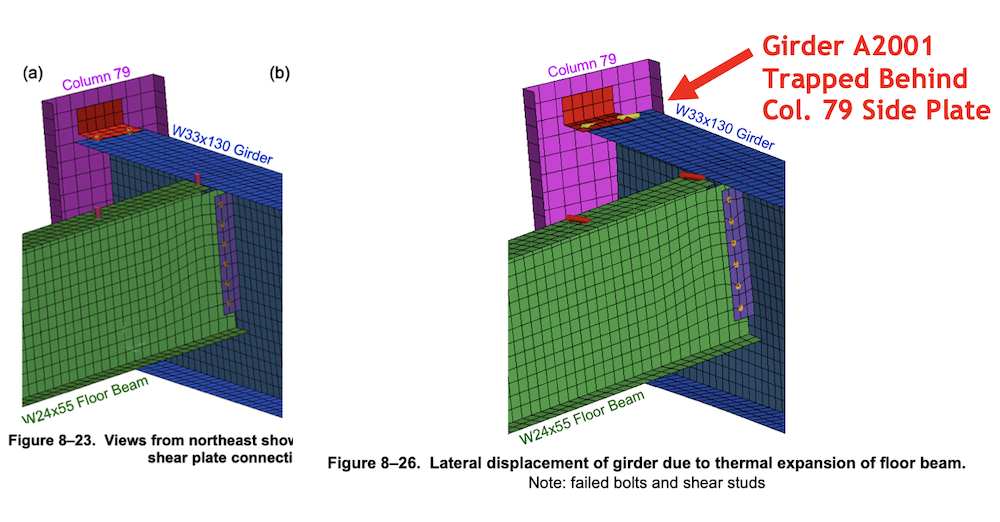 (a)
Column 79
W33x130 Girder
W24x55 Floor Beam
Figure 8–23. Views from northeast shov
shear plate connecti
(b)
Column 79
W33x130 Girder
W24x55 Floor Beam
Girder A2001
Trapped Behind
Col. 79 Side Plate
Figure 8–26. Lateral displacement of girder due to thermal expansion of floor beam.
Note: failed bolts and shear studs